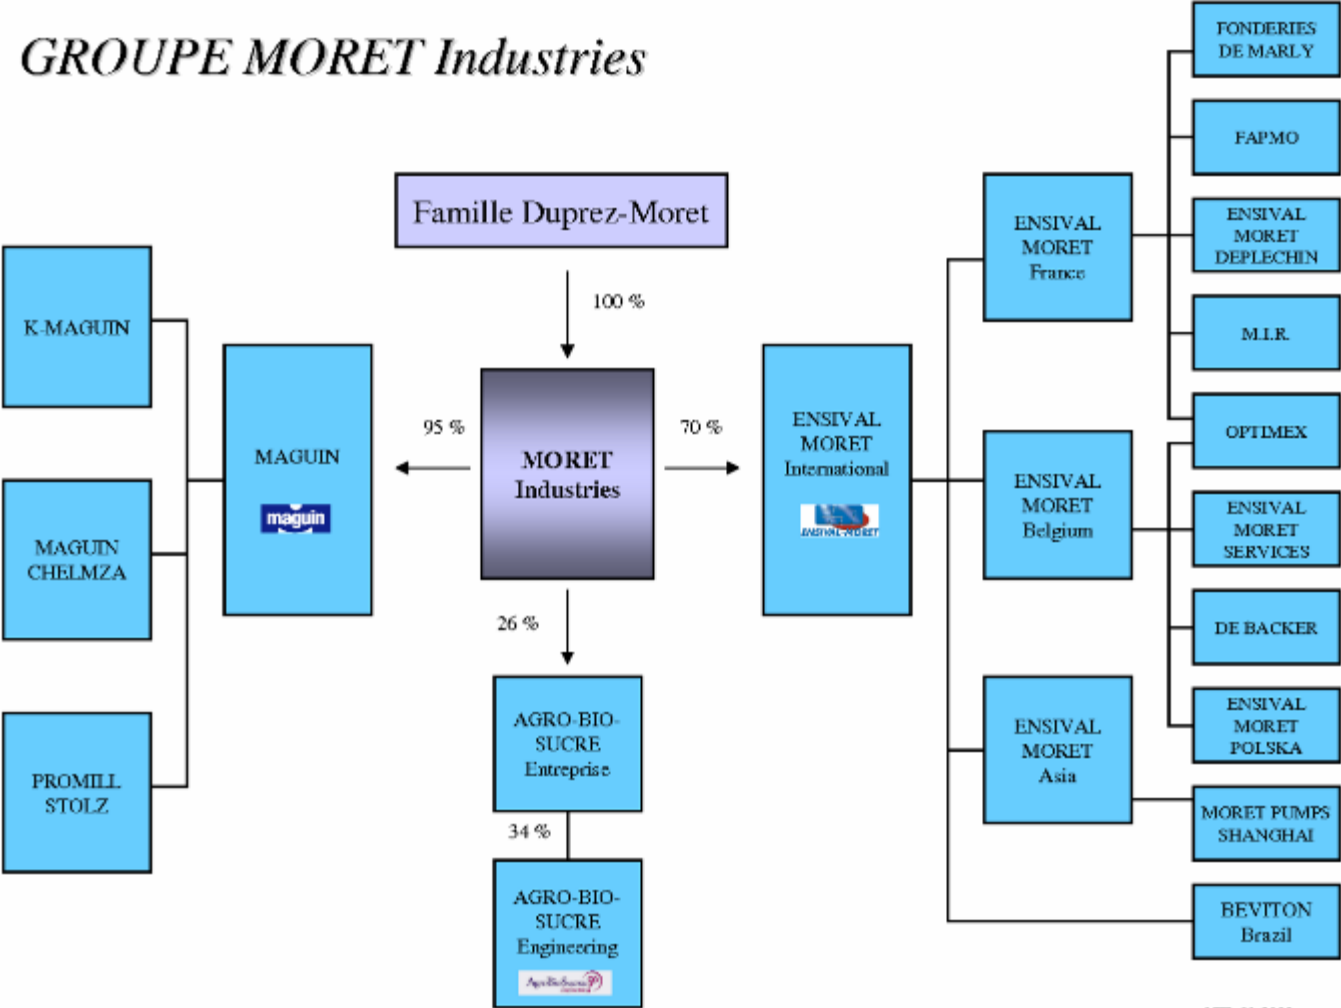 GROUPE MORET Industries
Famille Duprez-Moret
100 %
MORET
Industries
95 %
70 %
26 %
MAGUIN
maguin
K-MAGUIN
MAGUIN
CHELMZA
PROMILL
STOLZ
AGRO-BIO-
SUCRE
Entreprise
34 %
AGRO-BIO-
SUCRE
Engineering
ENSIVAL
MORET
International
ENSIVAL-MORET
ENSIVAL
MORET
France
ENSIVAL
MORET
Belgium
ENSIVAL
MORET
Asia
FONDERIES
DE MARLY
FAPMO
ENSIVAL
MORET
DEPLECHIN
M.I.R.
OPTIMEX
ENSIVAL
MORET
SERVICES
DE BACKER
ENSIVAL
MORET
POLSKA
MORET PUMPS
SHANGHAI
BEVITON
Brazil